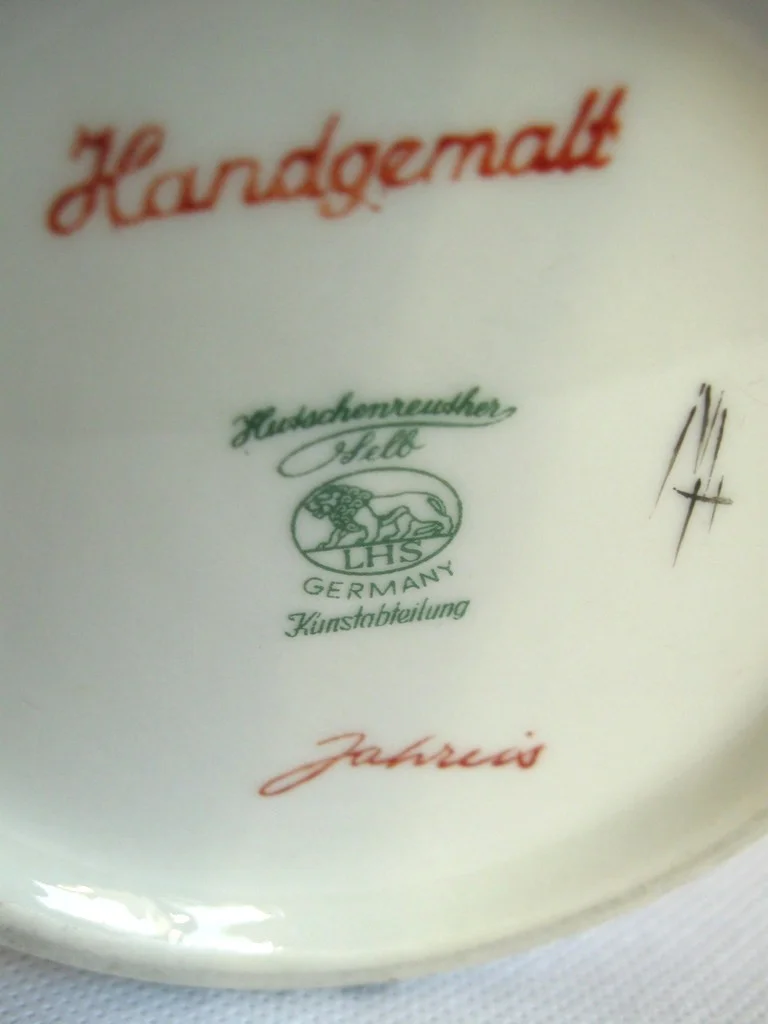 Handgemalt
Hutschenreuther
Selb
LHS
GERMANY
Kunstabteilung
Jahreis